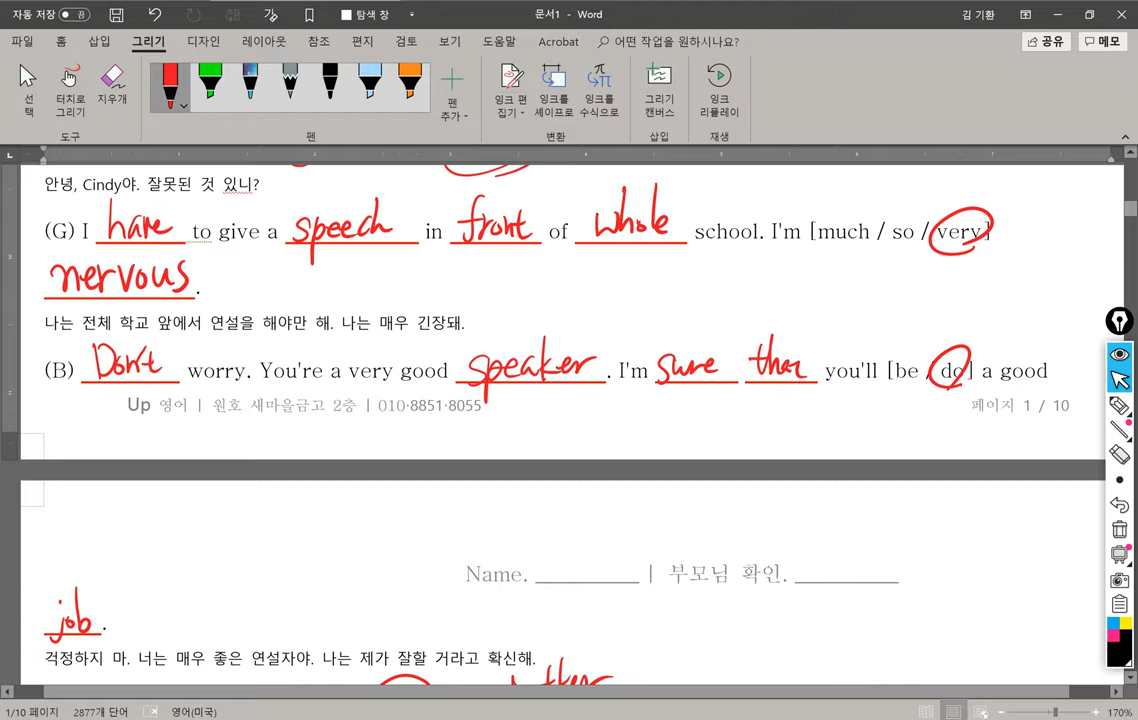 자동 저장 끔 탐색 창 문서1 - Word 김 기환
파일 홈 삽입 그리기 디자인 레이아웃 참조 편지 검토 보기 도움말 Acrobat 어떤 작업을 원하시나요? 공유 메모
선택 터치로 그리기 지우개 펜 추가 잉크 편집기 잉크를 셰이프로 잉크를 수식으로 그리기 캔버스 잉크 리플레이
도구 펜 변환 삽입 재생
안녕, Cindy야. 잘못된 것 있니?
(G) I have to give a speech in front of whole school. I'm [much / so / very]
nervous.
나는 전체 학교 앞에서 연설을 해야만 해. 나는 매우 긴장돼.
(B) Don't worry. You're a very good speaker. I'm sure that you'll [be / do] a good
Up 영어 | 원호 새마을금고 2층 | 010·8851·8055 페이지 1 / 10
Name. | 부모님 확인.
job.
걱정하지 마. 너는 매우 좋은 연설자야. 나는 제가 잘할 거라고 확신해.
1/10 페이지 2877개 단어 영어(미국) 170%